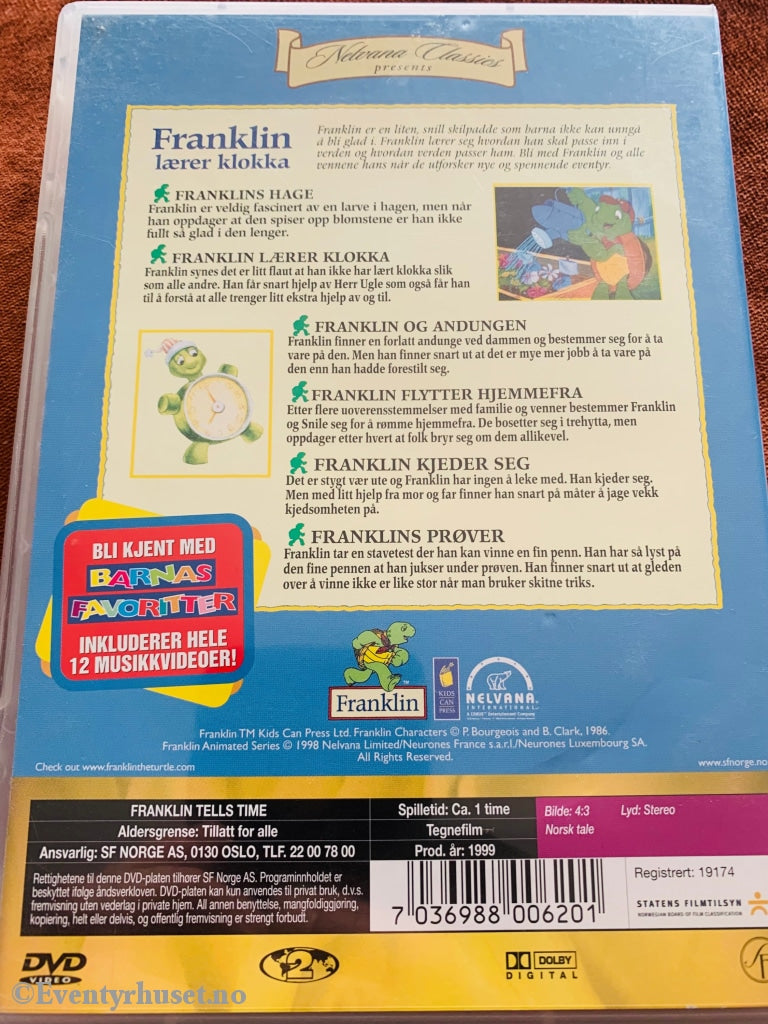 Nelvana Classics
presents
Franklin
lærer klokka
Franklin er en liten, snill skilpadde som barna ikke kan unngå
å bli glad i. Franklin lærer seg hvordan han skal passe inn i
verden og hvordan verden passer ham. Bli med Franklin og alle
vennene hans når de utforsker nye og spennende eventyr.
FRANKLINS HAGE
Franklin er veldig fascinert av en larve i hagen, men når
han oppdager at den spiser opp blomstene er han ikke
fullt så glad i den lenger.
FRANKLIN LÆRER KLOKKA
Franklin synes det er litt flaut at han ikke har lært klokka slik
som alle andre. Han får snart hjelp av Herr Ugle som også får han
til å forstå at alle trenger litt ekstra hjelp av og til.
FRANKLIN OG ANDUNGEN
Franklin finner en forlatt andunge ved dammen og bestemmer seg for å ta
vare på den. Men han finner snart ut at det er mye mer jobb å ta vare på
den enn han hadde forestilt seg.
FRANKLIN FLYTTER HJEMMEFRA
Etter flere uoverensstemmelser med familie og venner bestemmer Franklin
og Snile seg for å rømme hjemmefra. De bosetter seg i trehytta, men
oppdager etter hvert at folk bryr seg om dem allikevel.
FRANKLIN KJEDER SEG
Det er stygt vær ute og Franklin har ingen å leke med. Han kjeder seg.
Men med litt hjelp fra mor og far finner han snart på måter å jage vekk
kjedsomheten på.
FRANKLINS PRØVER
Franklin tar en stavetest der han kan vinne en fin penn. Han har så lyst på
den fine pennen at han jukser under prøven. Han finner snart ut at gleden
over å vinne ikke er like stor når man bruker skitne triks.
BLI KJENT MED
BARNAS
FAVORITTER
INKLUDERER HELE
12 MUSIKKVIDEOER!
Franklin
KIDS
CAN
PRESS
NELVANA
INTERNATIONAL
Franklin TM Kids Can Press Ltd. Franklin Characters © P. Bourgeois and B. Clark, 1986.
Franklin Animated Series © 1998 Nelvana Limited/Neurones France s.a.r.l./Neurones Luxembourg SA.
All Rights Reserved.
Check out www.franklintheturtle.com
www.sfnorge.no
FRANKLIN TELLS TIME
Aldersgrense: Tillatt for alle
Ansvarlig: SF NORGE AS, 0130 OSLO, TLF. 22 00 78 00
Spilletid: Ca. 1 time
Tegnefilm
Prod. år: 1999
Bilde: 4:3 Lyd: Stereo
Norsk tale
Rettighetene til denne DVD-platen tilhører SF Norge AS. Programinnholdet er
beskyttet ifølge åndsverkloven. DVD-platen kan kun anvendes til privat bruk, d.v.s.
fremvisning uten vederlag i private hjem. All annen benyttelse, mangfoldiggjøring,
kopiering, helt eller delvis, og offentlig fremvisning er strengt forbudt.
7 036988 006201
Registrert: 19174
STATENS FILMTILSYN
NORWEGIAN BOARD OF FILM CLASSIFICATION
DVD
VIDEO
2
DOLBY
DIGITAL
SF
©Eventyrhuset.no